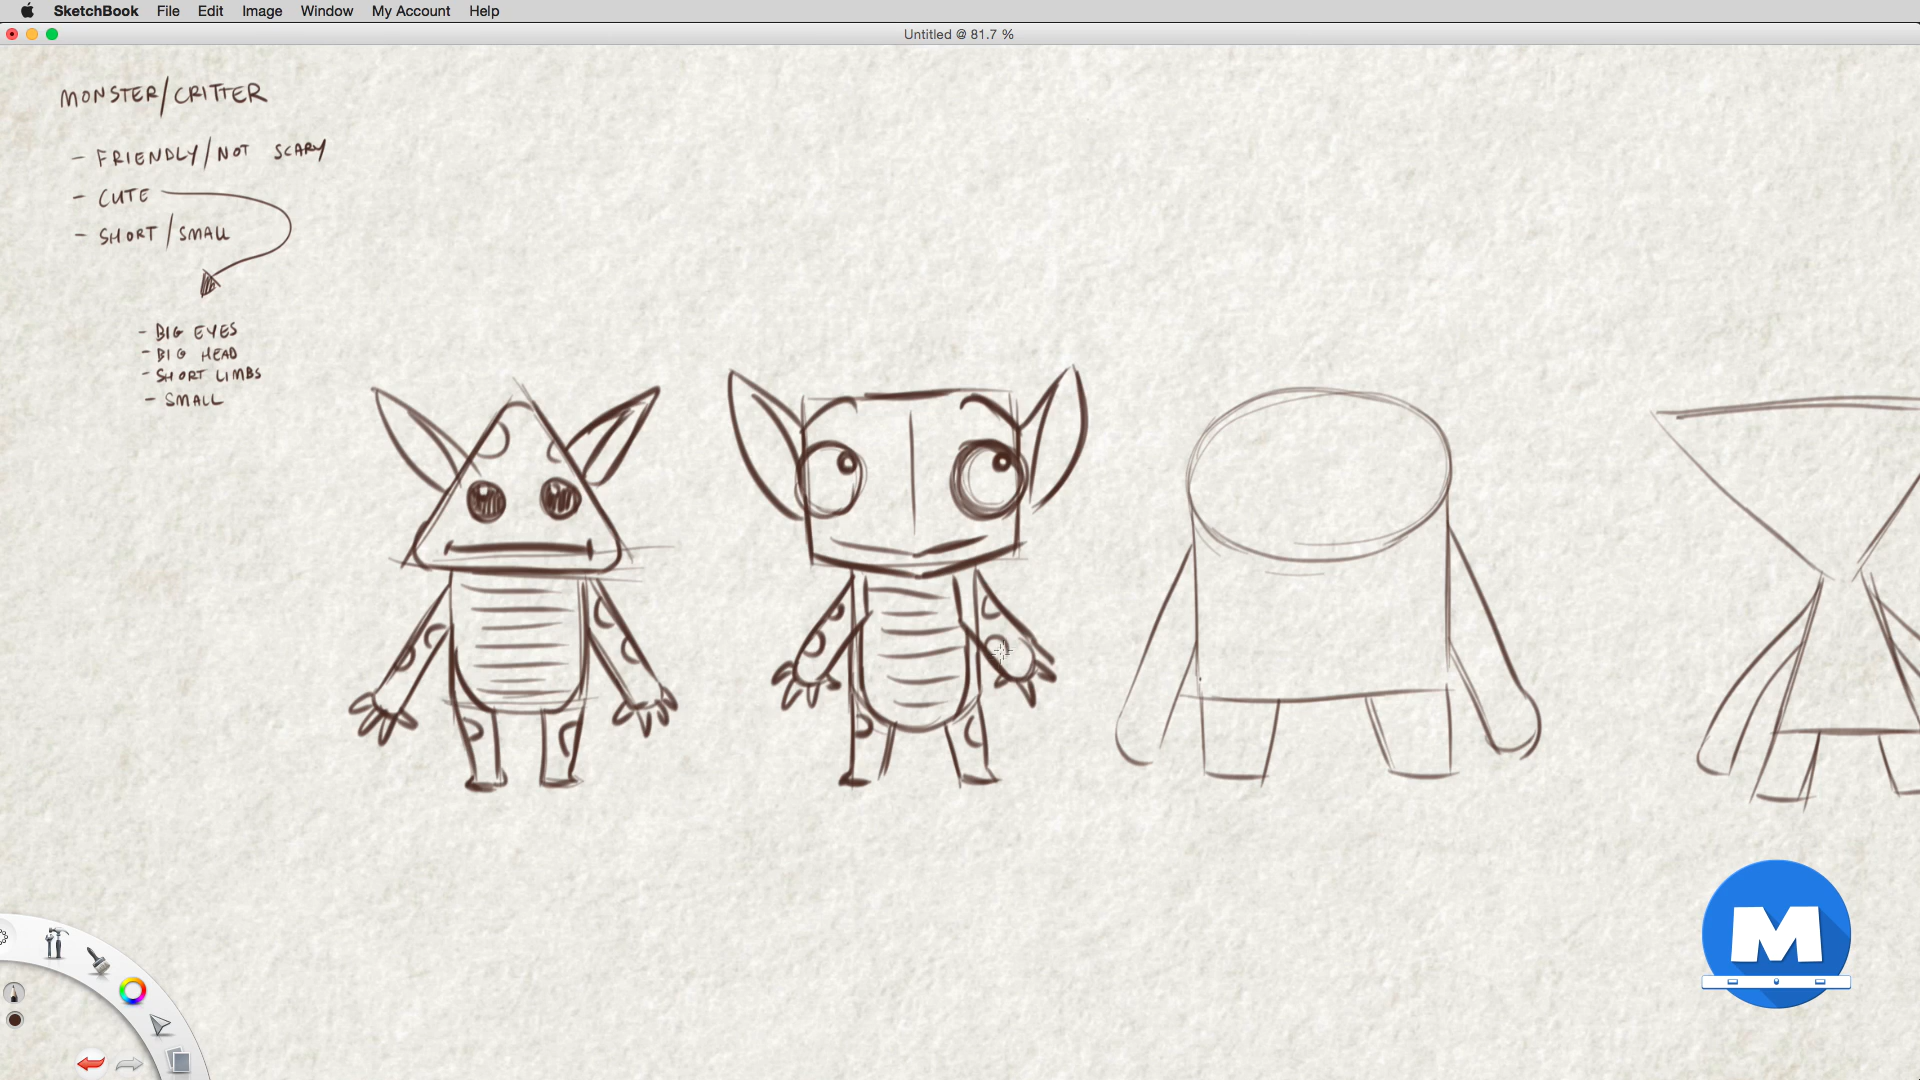 SketchBook File Edit Image Window My Account Help
Untitled @ 81.7 %
MONSTER/CRITTER
- FRIENDLY/NOT SCARY
- CUTE
- SHORT/SMALL
- BIG EYES
- BIG HEAD
- SHORT LIMBS
- SMALL
M